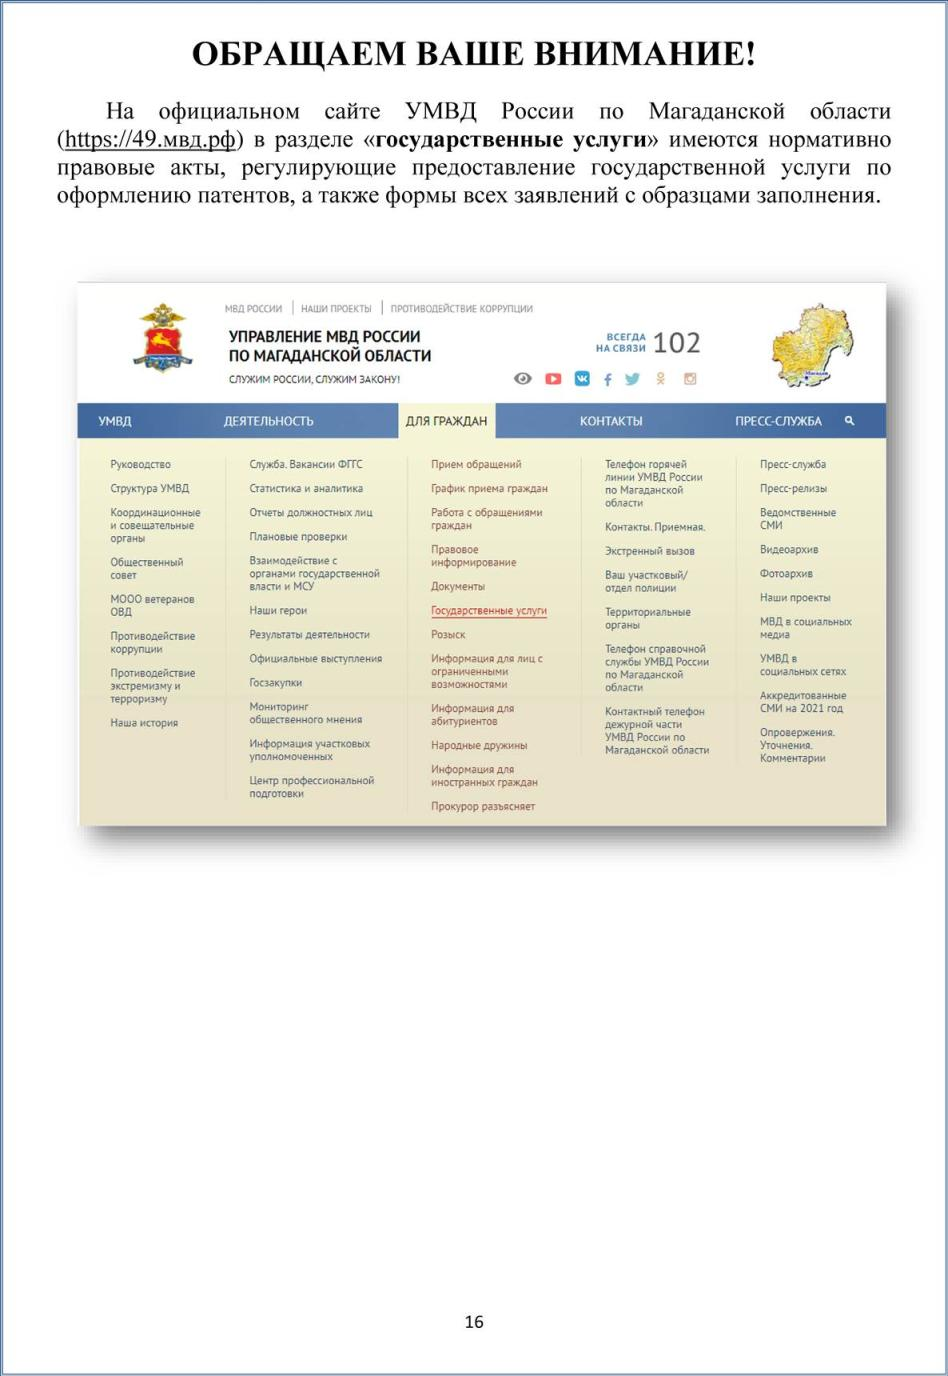 ОБРАЩАЕМ ВАШЕ ВНИМАНИЕ!
На официальном сайте УМВД России по Магаданской области
(https://49.мвд.рф) в разделе «государственные услуги» имеются нормативно
правовые акты, регулирующие предоставление государственной услуги по
оформлению патентов, а также формы всех заявлений с образцами заполнения.
МВД РОССИИ | НАШИ ПРОЕКТЫ | ПРОТИВОДЕЙСТВИЕ КОРРУПЦИИ
УПРАВЛЕНИЕ МВД РОССИИ
ПО МАГАДАНСКОЙ ОБЛАСТИ
СЛУЖИМ РОССИИ, СЛУЖИМ ЗАКОНУ!
ВСЕГДА
НА СВЯЗИ 102
Магадан
УМВД ДЕЯТЕЛЬНОСТЬ ДЛЯ ГРАЖДАН КОНТАКТЫ ПРЕСС-СЛУЖБА
Руководство
Структура УМВД
Координационные
и совещательные
органы
Общественный
совет
МООО ветеранов
ОВД
Противодействие
коррупции
Противодействие
экстремизму и
терроризму
Наша история
Служба. Вакансии ФГГС
Статистика и аналитика
Отчеты должностных лиц
Плановые проверки
Взаимодействие с
органами государственной
власти и МСУ
Наши герои
Результаты деятельности
Официальные выступления
Госзакупки
Мониторинг
общественного мнения
Информация участковых
уполномоченных
Центр профессиональной
подготовки
Прием обращений
График приема граждан
Работа с обращениями
граждан
Правовое
информирование
Документы
Государственные услуги
Розыск
Информация для лиц с
ограниченными
возможностями
Информация для
абитуриентов
Народные дружины
Информация для
иностранных граждан
Прокурор разъясняет
Телефон горячей
линии УМВД России
по Магаданской
области
Контакты. Приемная.
Экстренный вызов
Ваш участковый/
отдел полиции
Территориальные
органы
Телефон справочной
службы УМВД России
по Магаданской
области
Контактный телефон
дежурной части
УМВД России по
Магаданской области
Пресс-служба
Пресс-релизы
Ведомственные
СМИ
Видеоархив
Фотоархив
Наши проекты
МВД в социальных
медиа
УМВД в
социальных сетях
Аккредитованные
СМИ на 2021 год
Опровержения.
Уточнения.
Комментарии
16